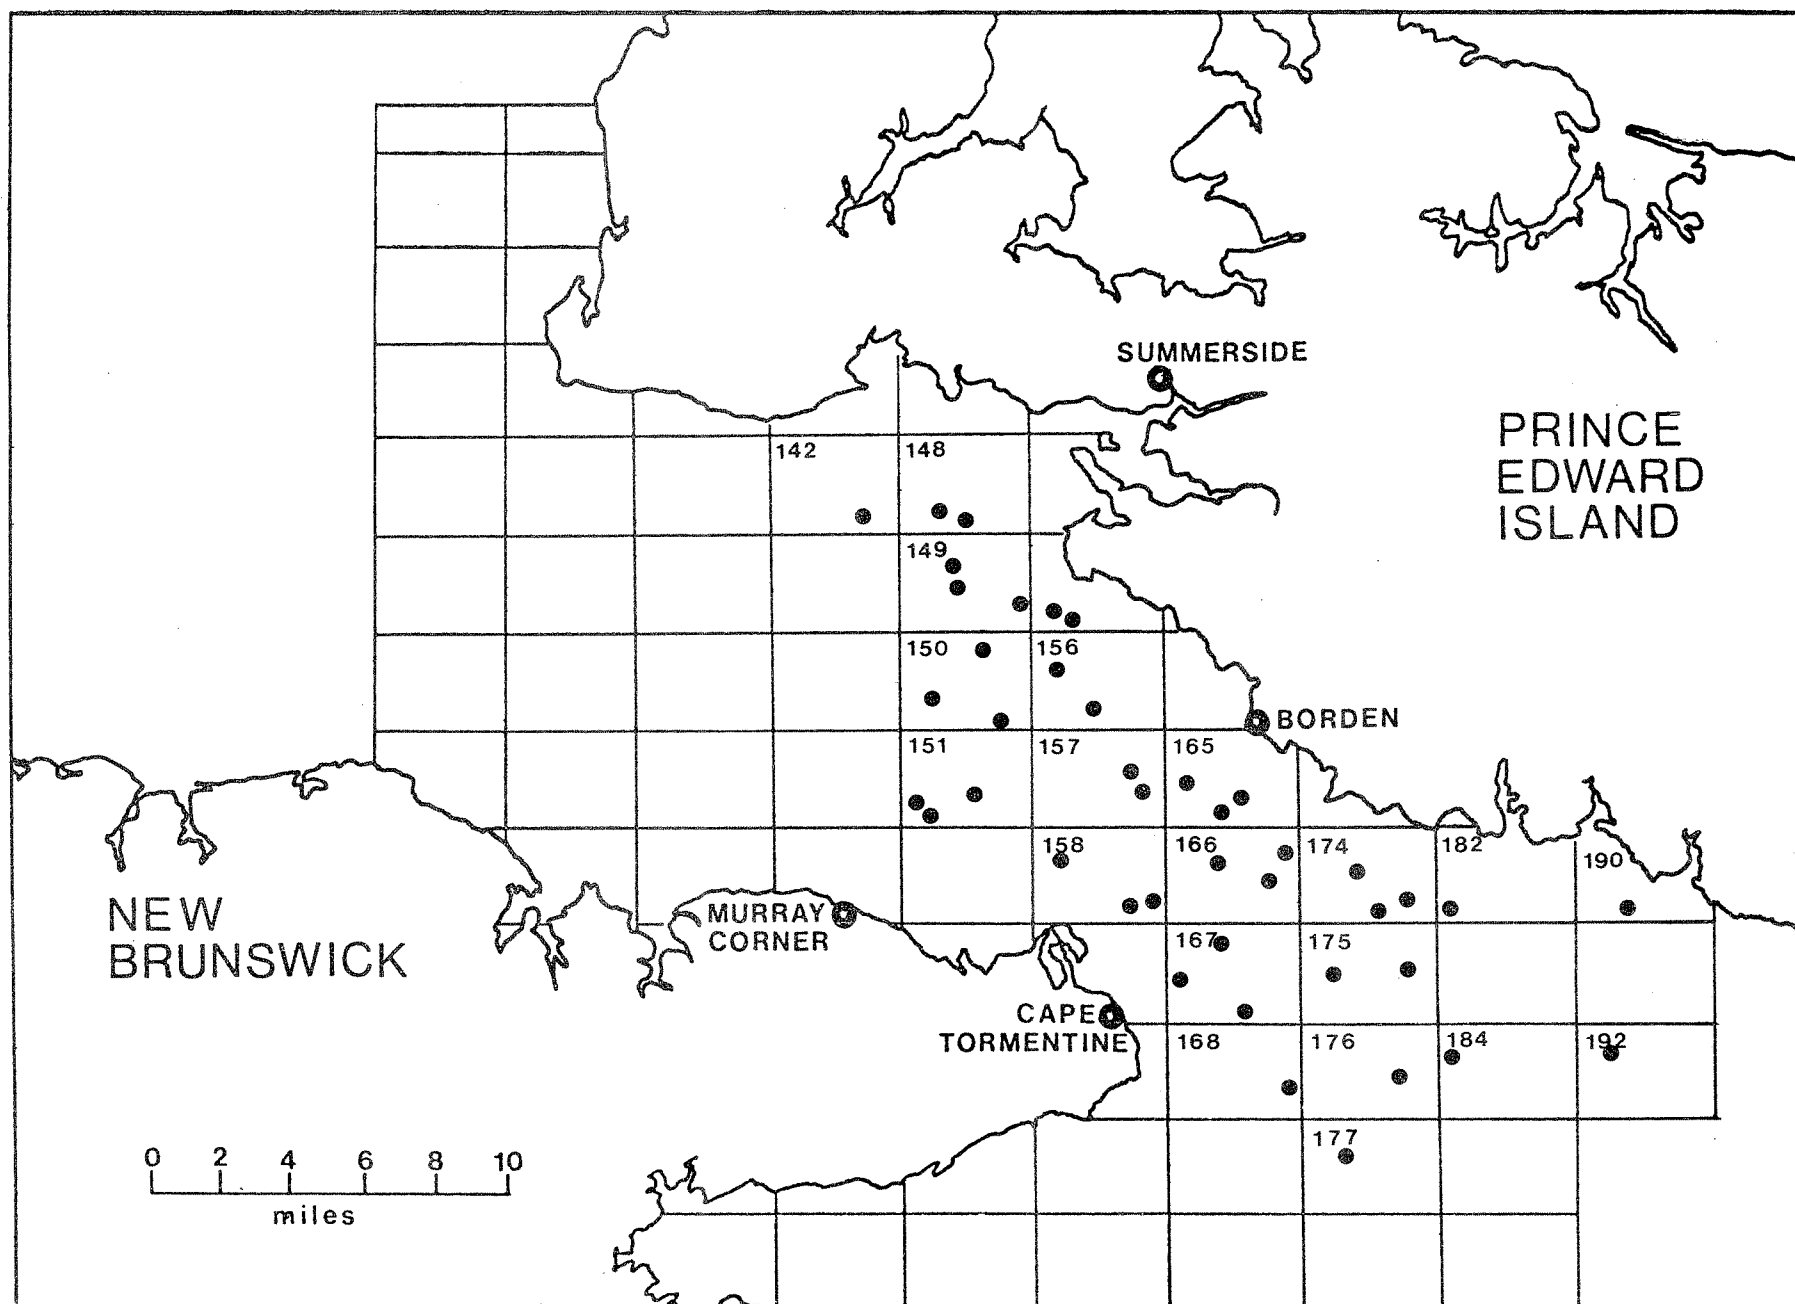 SUMMERSIDE
PRINCE
EDWARD
ISLAND
142
148
149
150
156
BORDEN
151
157
165
158
166
174
182
190
NEW
BRUNSWICK
MURRAY
CORNER
167
175
CAPE
TORMENTINE
168
176
184
192
177
0 2 4 6 8 10
miles